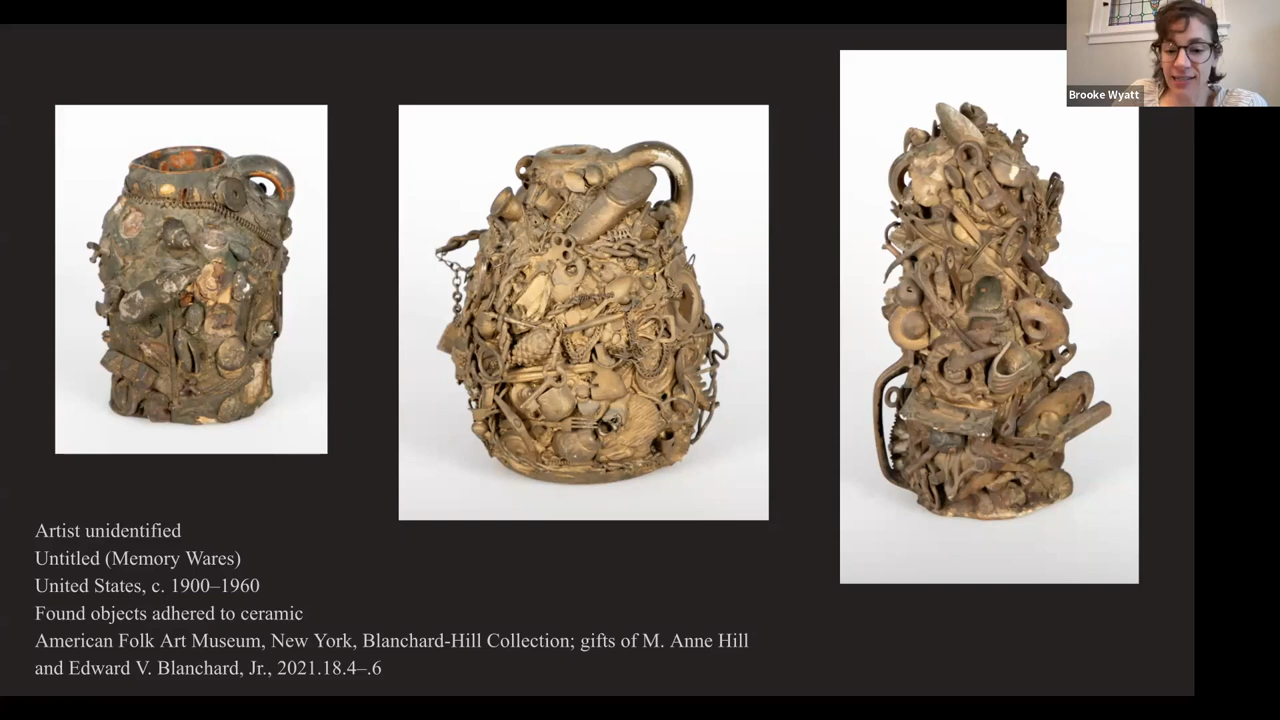 Brooke Wyatt
Artist unidentified
Untitled (Memory Wares)
United States, c. 1900–1960
Found objects adhered to ceramic
American Folk Art Museum, New York, Blanchard-Hill Collection; gifts of M. Anne Hill
and Edward V. Blanchard, Jr., 2021.18.4–.6